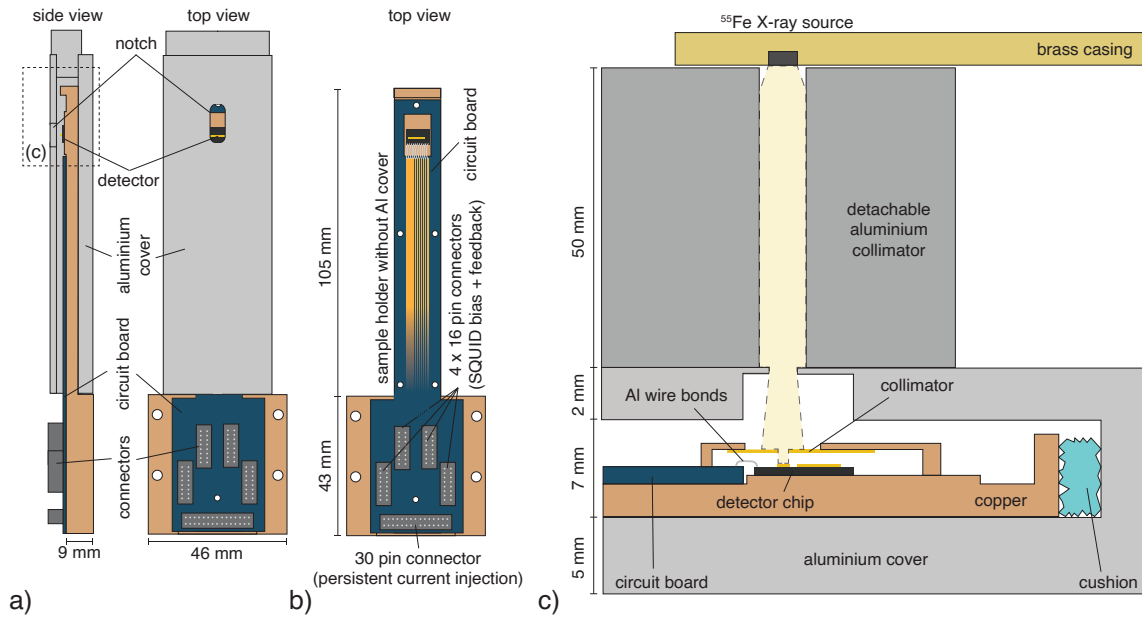 side view
top view
notch
(c)
detector
aluminium
cover
circuit board
connectors
9 mm
46 mm
a)
top view
105 mm
43 mm
sample holder without Al cover
circuit board
4 x 16 pin connectors
(SQUID bias + feedback)
30 pin connector
(persistent current injection)
b)
55Fe X-ray source
brass casing
50 mm
detachable
aluminium
collimator
2 mm
Al wire bonds
collimator
7 mm
detector chip
copper
5 mm
aluminium cover
circuit board
cushion
c)